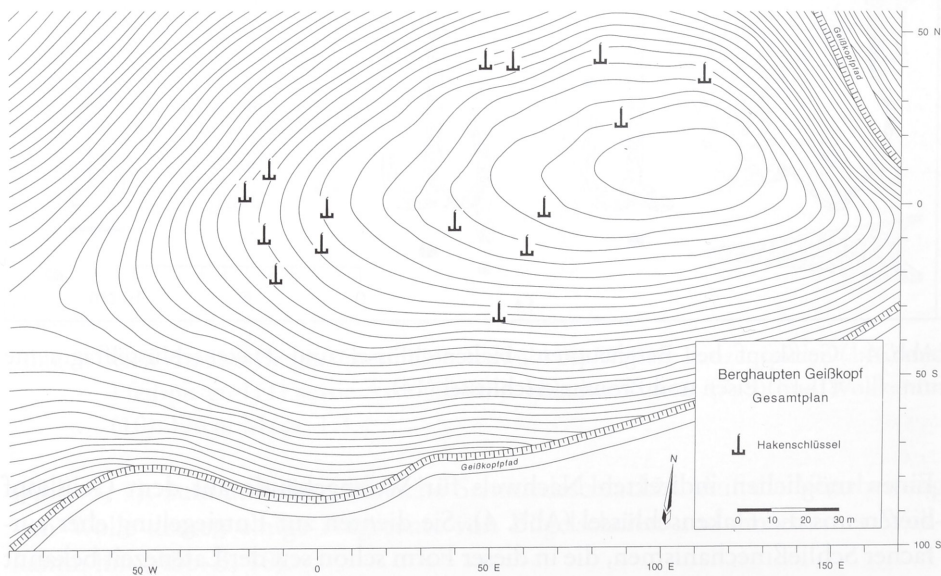 50 N
Geißkopfpfad
0
50 S
Berghaupten Geißkopf
Gesamtplan
Hakenschlüssel
N
Geißkopfpfad
0 10 20 30 m
100 S
50 W
0
50 E
100 E
150 E